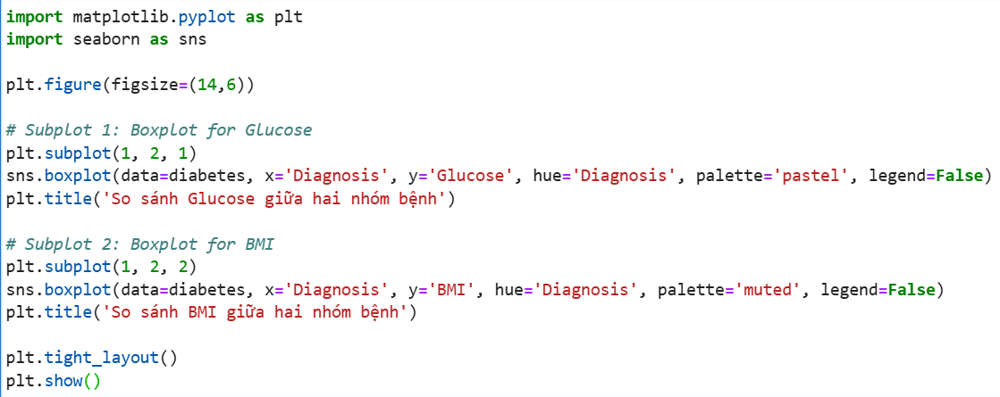 import matplotlib.pyplot as plt
import seaborn as sns
plt.figure(figsize=(14,6))
# Subplot 1: Boxplot for Glucose
plt.subplot(1, 2, 1)
sns.boxplot(data=diabetes, x='Diagnosis', y='Glucose', hue='Diagnosis', palette='pastel', legend=False)
plt.title('So sánh Glucose giữa hai nhóm bệnh')
# Subplot 2: Boxplot for BMI
plt.subplot(1, 2, 2)
sns.boxplot(data=diabetes, x='Diagnosis', y='BMI', hue='Diagnosis', palette='muted', legend=False)
plt.title('So sánh BMI giữa hai nhóm bệnh')
plt.tight_layout()
plt.show()